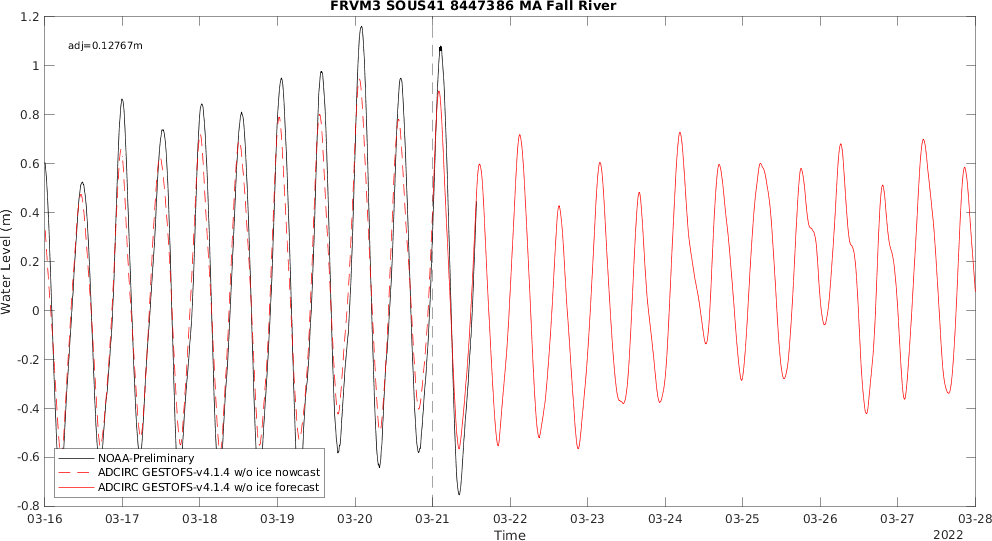 FRVM3 SOUS41 8447386 MA Fall River
adj=0.12767m
1.2
1
0.8
0.6
0.4
0.2
0
-0.2
-0.4
-0.6
-0.8
Water Level (m)
NOAA-Preliminary
ADCIRC GESTOFS-v4.1.4 w/o ice nowcast
ADCIRC GESTOFS-v4.1.4 w/o ice forecast
03-16 03-17 03-18 03-19 03-20 03-21 03-22 03-23 03-24 03-25 03-26 03-27 03-28
Time
2022